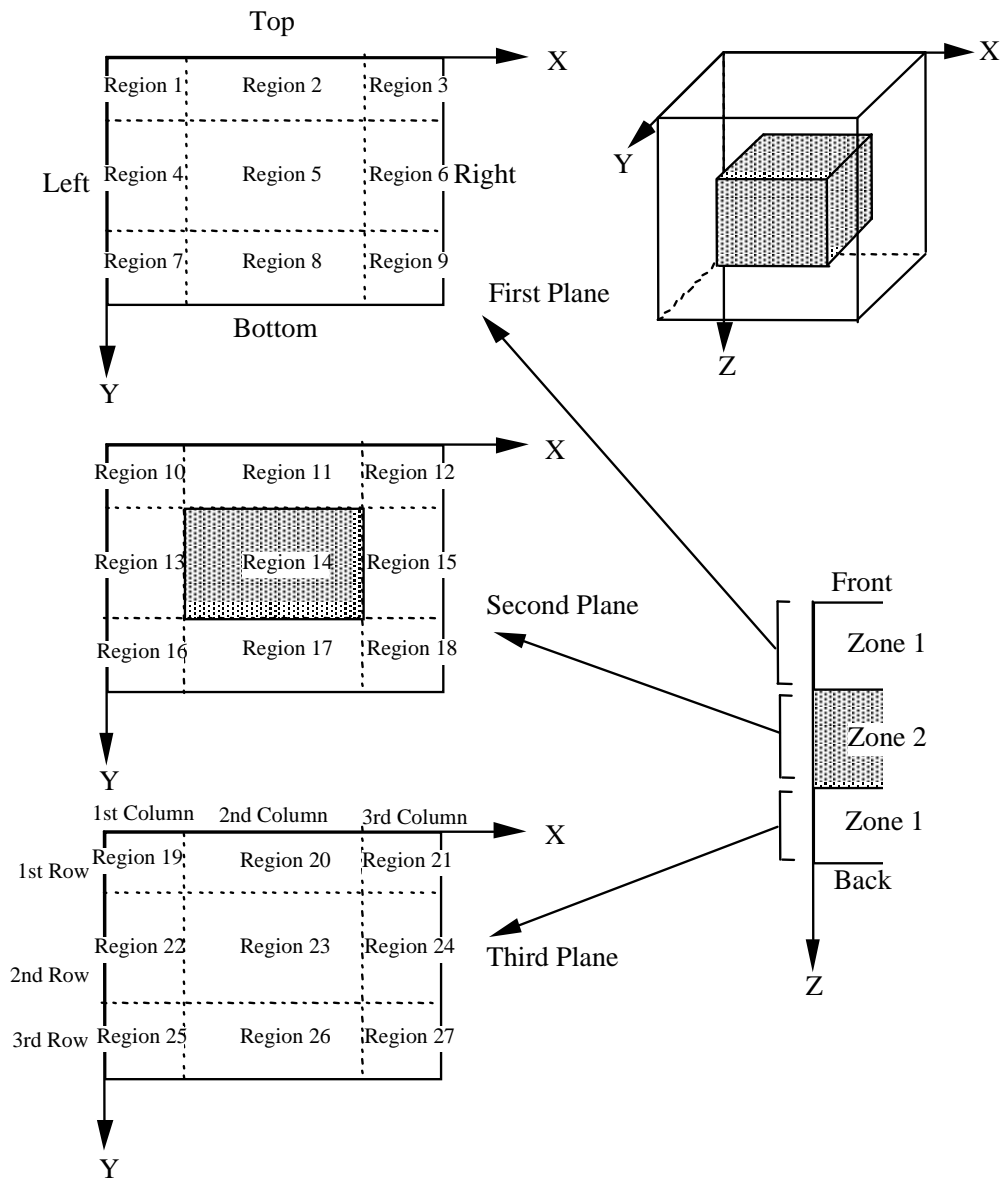 Top
X
Region 1 Region 2 Region 3
Left Region 4 Region 5 Region 6 Right
Region 7 Region 8 Region 9
Bottom
Y
X
Y
Z
First Plane
X
Region 10 Region 11 Region 12
Region 13 Region 14 Region 15
Region 16 Region 17 Region 18
Y
Second Plane
Front
Zone 1
Zone 2
Zone 1
Back
Z
1st Column 2nd Column 3rd Column
X
1st Row Region 19 Region 20 Region 21
2nd Row Region 22 Region 23 Region 24
3rd Row Region 25 Region 26 Region 27
Y
Third Plane